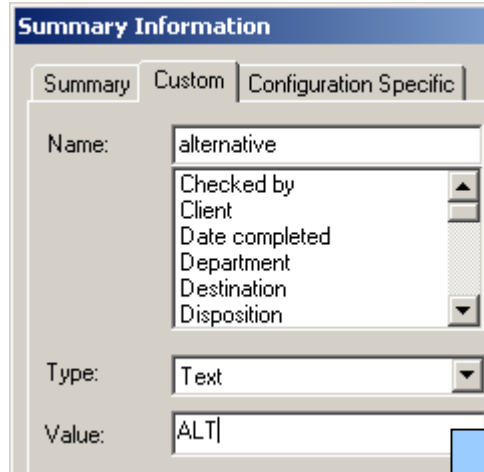 Summary Information
Summary Custom Configuration Specific
Name: alternative
Checked by
Client
Date completed
Department
Destination
Disposition
Type: Text
Value: ALT